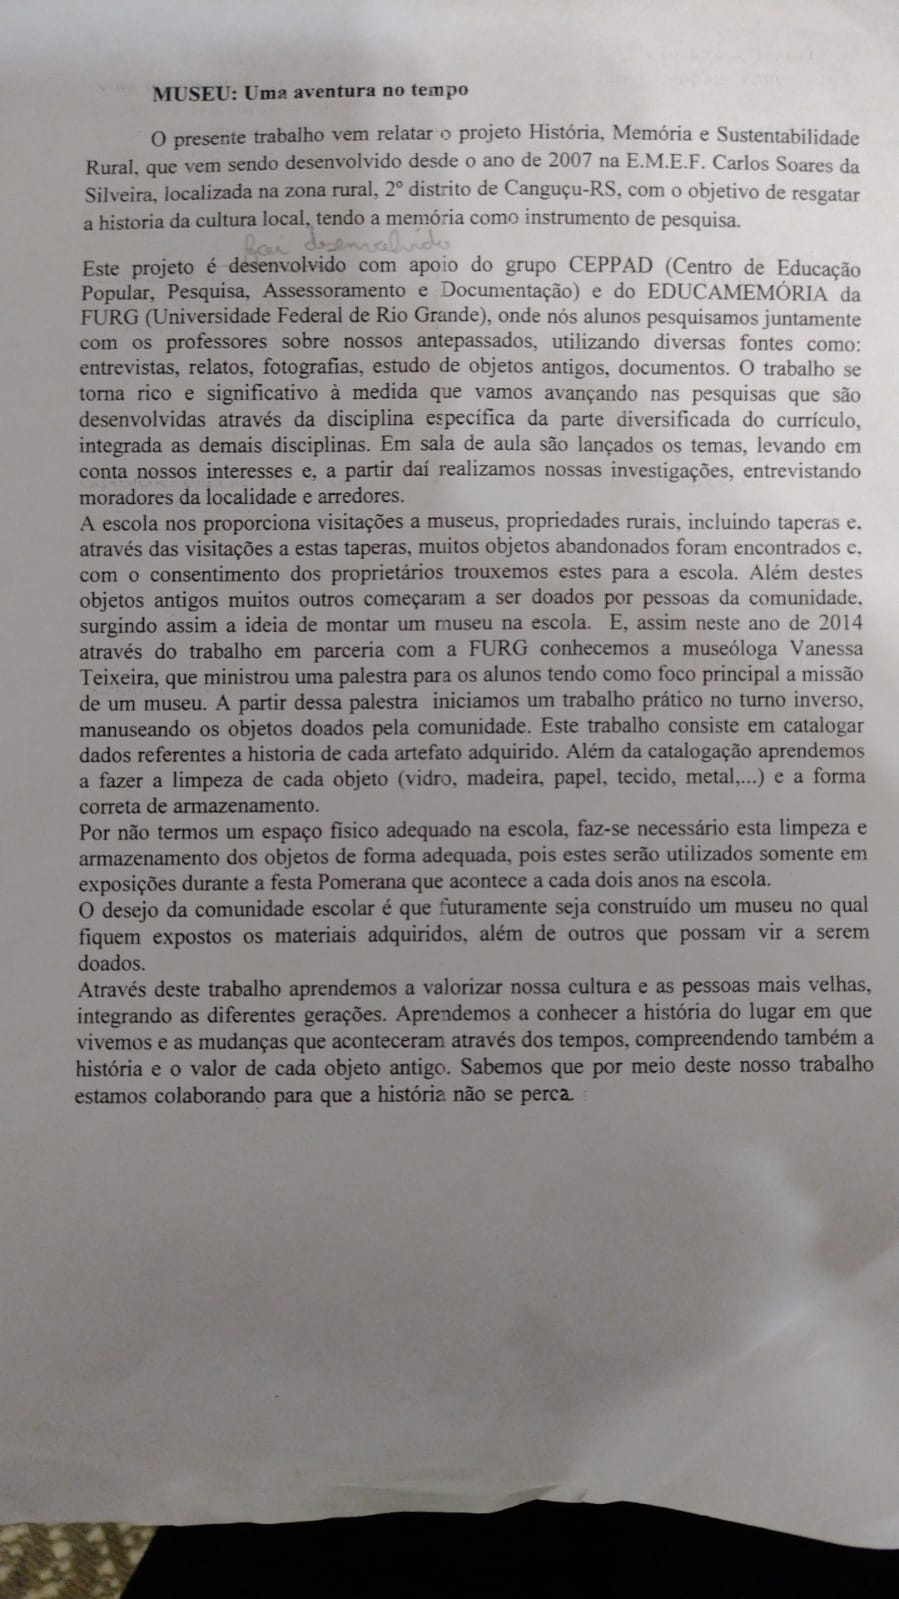 MUSEU: Uma aventura no tempo
O presente trabalho vem relatar o projeto História, Memória e Sustentabilidade
Rural, que vem sendo desenvolvido desde o ano de 2007 na E.M.E.F. Carlos Soares da
Silveira, localizada na zona rural, 2º distrito de Canguçu-RS, com o objetivo de resgatar
a historia da cultura local, tendo a memória como instrumento de pesquisa.
foi desenvolvido
Este projeto é desenvolvido com apoio do grupo CEPPAD (Centro de Educação
Popular, Pesquisa, Assessoramento e Documentação) e do EDUCAMEMÓRIA da
FURG (Universidade Federal de Rio Grande), onde nós alunos pesquisamos juntamente
com os professores sobre nossos antepassados, utilizando diversas fontes como:
entrevistas, relatos, fotografias, estudo de objetos antigos, documentos. O trabalho se
torna rico e significativo à medida que vamos avançando nas pesquisas que são
desenvolvidas através da disciplina específica da parte diversificada do currículo,
integrada as demais disciplinas. Em sala de aula são lançados os temas, levando em
conta nossos interesses e, a partir daí realizamos nossas investigações, entrevistando
moradores da localidade e arredores.
A escola nos proporciona visitações a museus, propriedades rurais, incluindo taperas e,
através das visitações a estas taperas, muitos objetos abandonados foram encontrados e,
com o consentimento dos proprietários trouxemos estes para a escola. Além destes
objetos antigos muitos outros começaram a ser doados por pessoas da comunidade,
surgindo assim a ideia de montar um museu na escola. E, assim neste ano de 2014
através do trabalho em parceria com a FURG conhecemos a museóloga Vanessa
Teixeira, que ministrou uma palestra para os alunos tendo como foco principal a missão
de um museu. A partir dessa palestra iniciamos um trabalho prático no turno inverso,
manuseando os objetos doados pela comunidade. Este trabalho consiste em catalogar
dados referentes a historia de cada artefato adquirido. Além da catalogação aprendemos
a fazer a limpeza de cada objeto (vidro, madeira, papel, tecido, metal,...) e a forma
correta de armazenamento.
Por não termos um espaço físico adequado na escola, faz-se necessário esta limpeza e
armazenamento dos objetos de forma adequada, pois estes serão utilizados somente em
exposições durante a festa Pomerana que acontece a cada dois anos na escola.
O desejo da comunidade escolar é que futuramente seja construído um museu no qual
fiquem expostos os materiais adquiridos, além de outros que possam vir a serem
doados.
Através deste trabalho aprendemos a valorizar nossa cultura e as pessoas mais velhas,
integrando as diferentes gerações. Aprendemos a conhecer a história do lugar em que
vivemos e as mudanças que aconteceram através dos tempos, compreendendo também a
história e o valor de cada objeto antigo. Sabemos que por meio deste nosso trabalho
estamos colaborando para que a história não se perca.